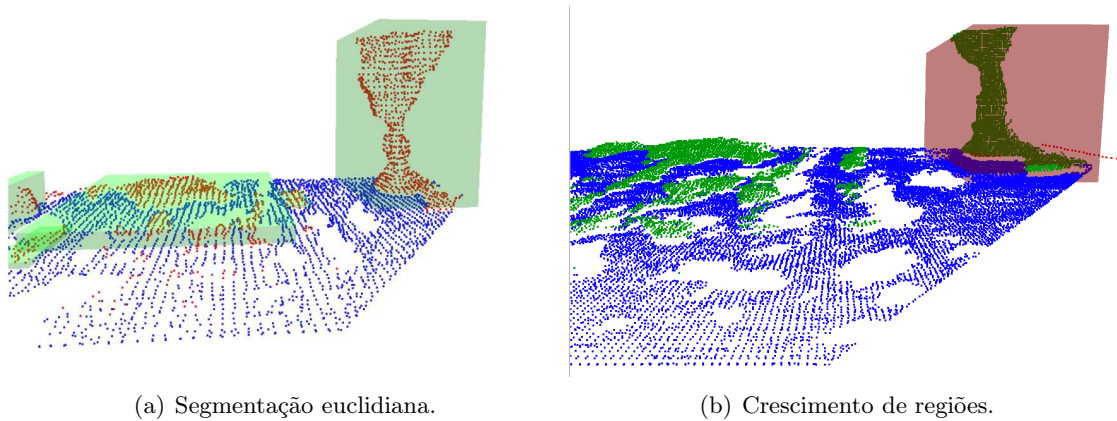 (a) Segmentação euclidiana.
(b) Crescimento de regiões.